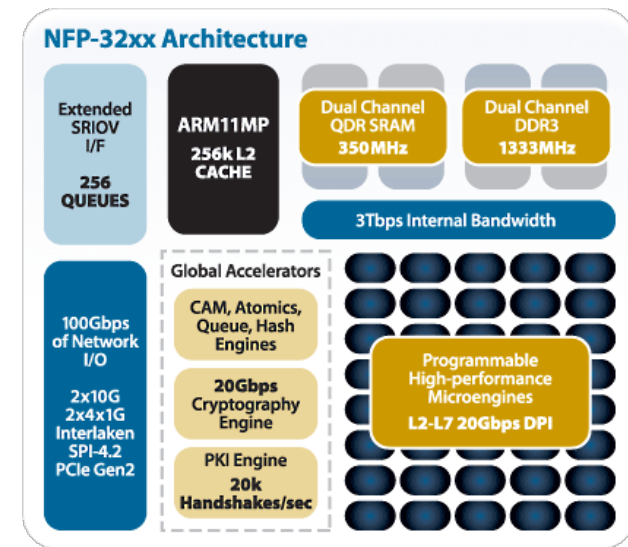 NFP-32xx Architecture
Extended
SRIOV
I/F
256
QUEUES
ARM11MP
256k L2
CACHE
Dual Channel
QDR SRAM
350MHz
Dual Channel
DDR3
1333MHz
3Tbps Internal Bandwidth
100Gbps
of Network
I/O
2x10G
2x4x1G
Interlaken
SPI-4.2
PCIe Gen2
Global Accelerators
CAM, Atomics,
Queue, Hash
Engines
20Gbps
Cryptography
Engine
PKI Engine
20k
Handshakes/sec
Programmable
High-performance
Microengines
L2-L7 20Gbps DPI